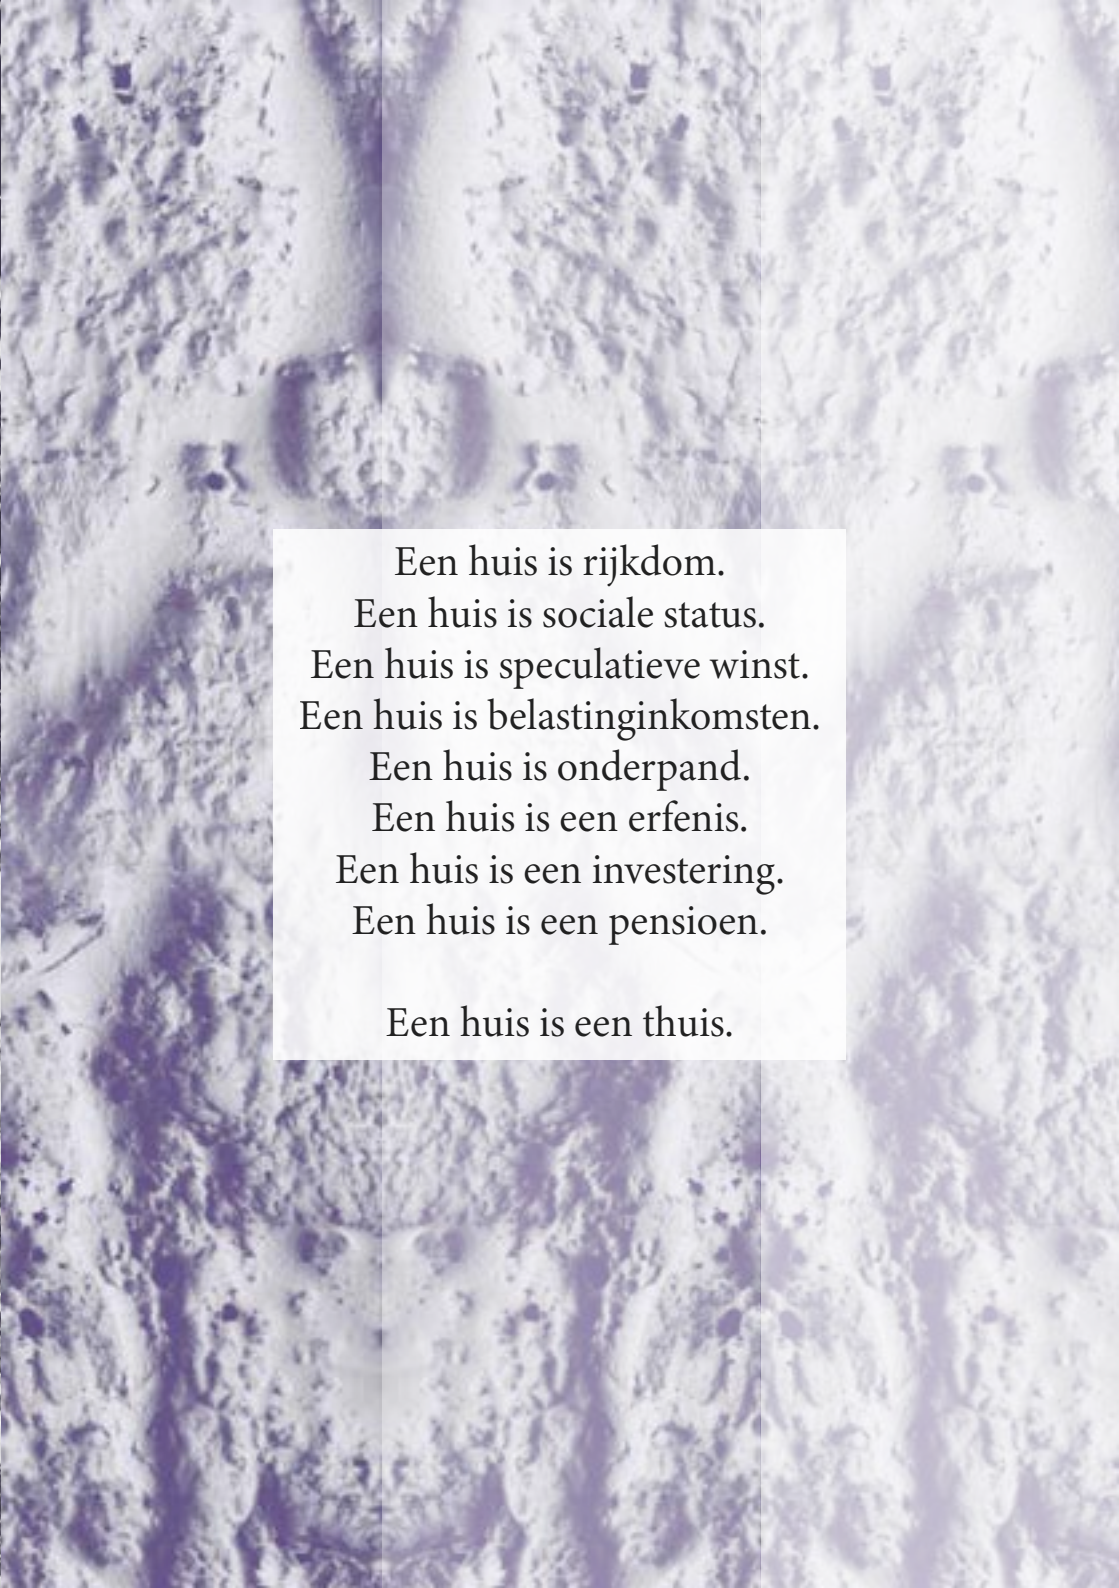 Een huis is rijkdom.
Een huis is sociale status.
Een huis is speculatieve winst.
Een huis is belastinginkomsten.
Een huis is onderpand.
Een huis is een erfenis.
Een huis is een investering.
Een huis is een pensioen.
Een huis is een thuis.